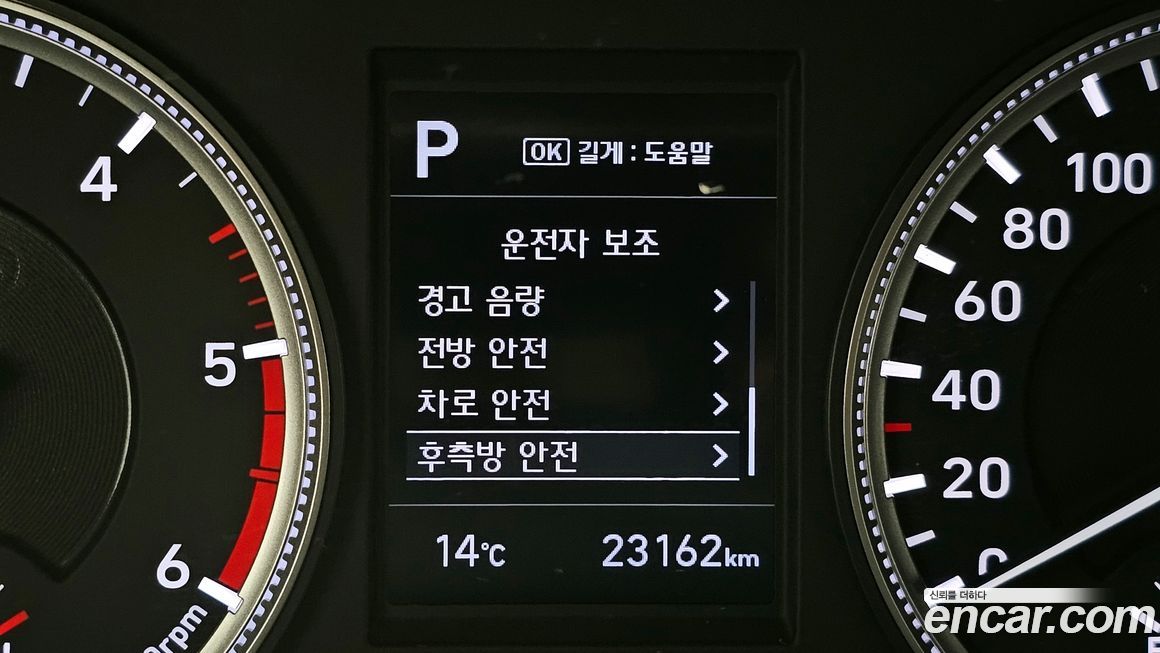 P
OK 길게 : 도움말
운전자 보조
경고 음량 >
전방 안전 >
차로 안전 >
후측방 안전 >
14°C 23162km
4
5
6
rpm
100
80
60
40
20
0
신뢰를 더하다
encar.com